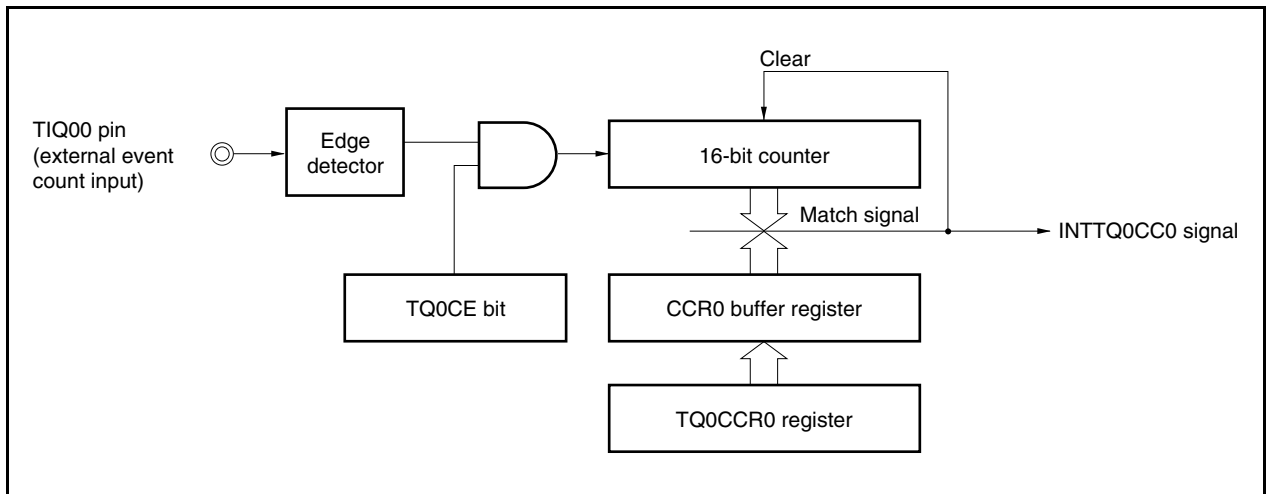 Clear
TIQ00 pin
(external event
count input)
Edge
detector
16-bit counter
Match signal
INTTQ0CC0 signal
TQ0CE bit
CCR0 buffer register
TQ0CCR0 register